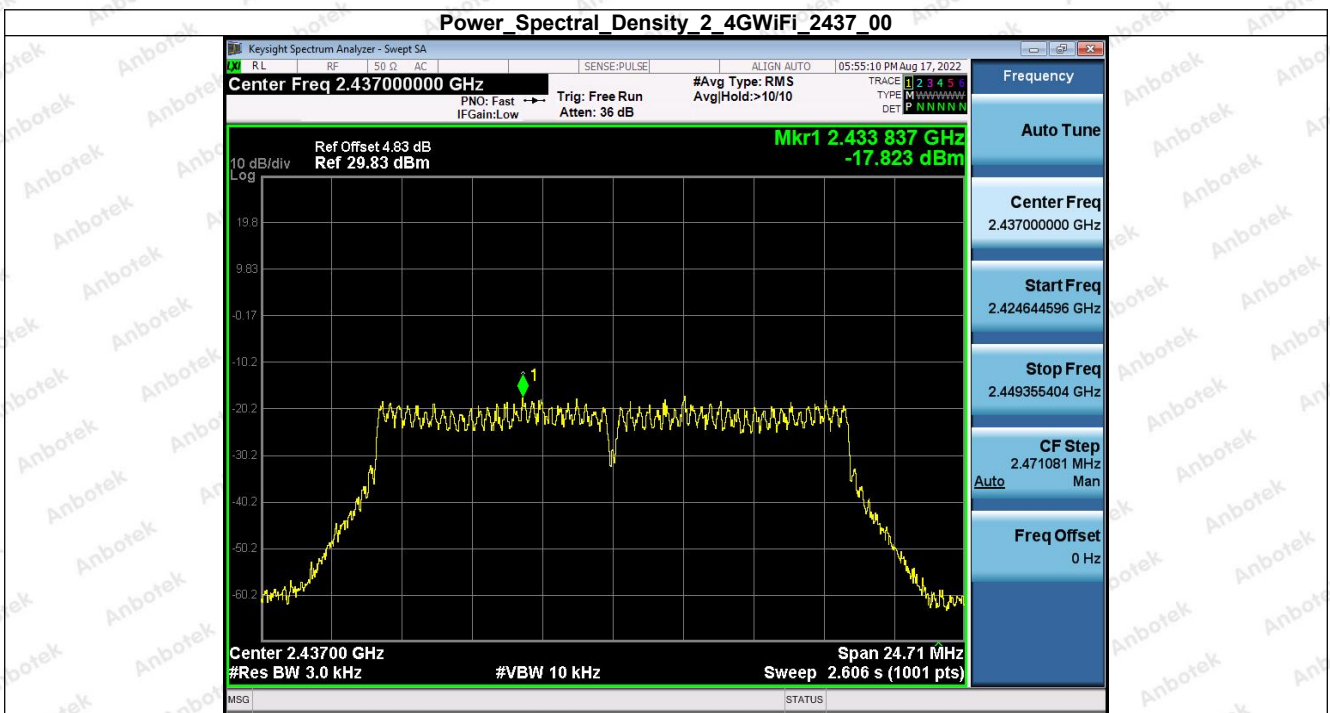 Power_Spectral_Density_2_4GWiFi_2437_00
Keysight Spectrum Analyzer - Swept SA
LXI RL RF 50 Ω AC SENSE:PULSE ALIGN AUTO 05:55:10 PM Aug 17, 2022
Center Freq 2.437000000 GHz
PNO: Fast
IFGain:Low
Trig: Free Run
Atten: 36 dB
#Avg Type: RMS
Avg|Hold:>10/10
TRACE 1 2 3 4 5 6
TYPE M WWWWW
DET P N N N N N
Ref Offset 4.83 dB
10 dB/div Ref 29.83 dBm
Log
Mkr1 2.433 837 GHz
-17.823 dBm
19.8
9.83
-0.17
-10.2
-20.2
-30.2
-40.2
-50.2
-60.2
1
Center 2.43700 GHz Span 24.71 MHz
#Res BW 3.0 kHz #VBW 10 kHz Sweep 2.606 s (1001 pts)
MSG STATUS
Frequency
Auto Tune
Center Freq
2.437000000 GHz
Start Freq
2.424644596 GHz
Stop Freq
2.449355404 GHz
CF Step
2.471081 MHz
Auto Man
Freq Offset
0 Hz
Anbotek